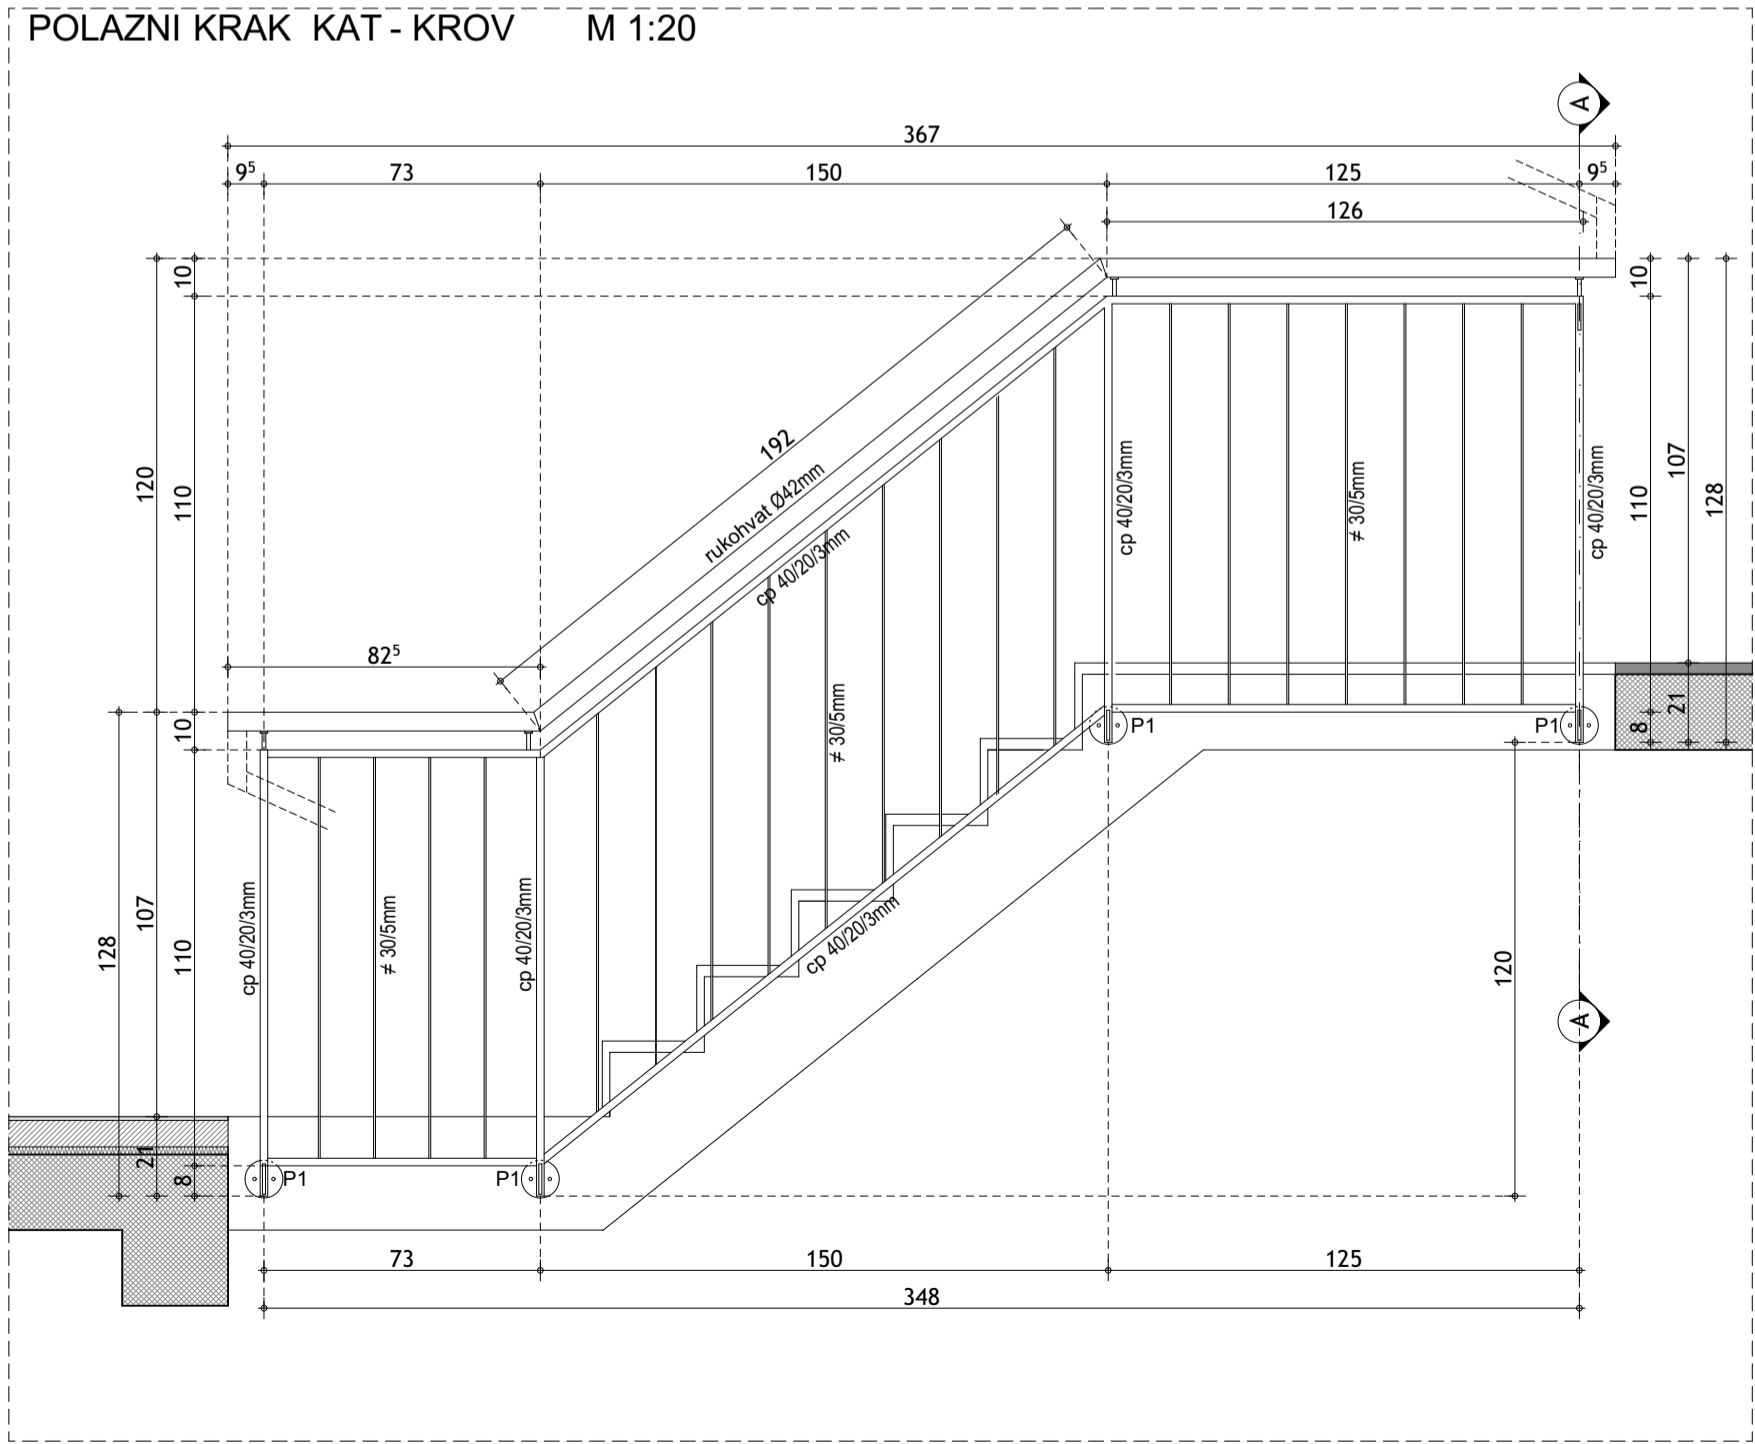 POLAZNI KRAK KAT - KROV M 1:20
A
367
9⁵ 73 150 125 9⁵
126
10
10
120
110
192
rukohvat Ø42mm
cp 40/20/3mm
cp 40/20/3mm
≠ 30/5mm
cp 40/20/3mm
110
107
128
82⁵
≠ 30/5mm
10
P1
P1
8
21
128
107
110
cp 40/20/3mm
≠ 30/5mm
cp 40/20/3mm
cp 40/20/3mm
120
A
21
8
P1
P1
73 150 125
348